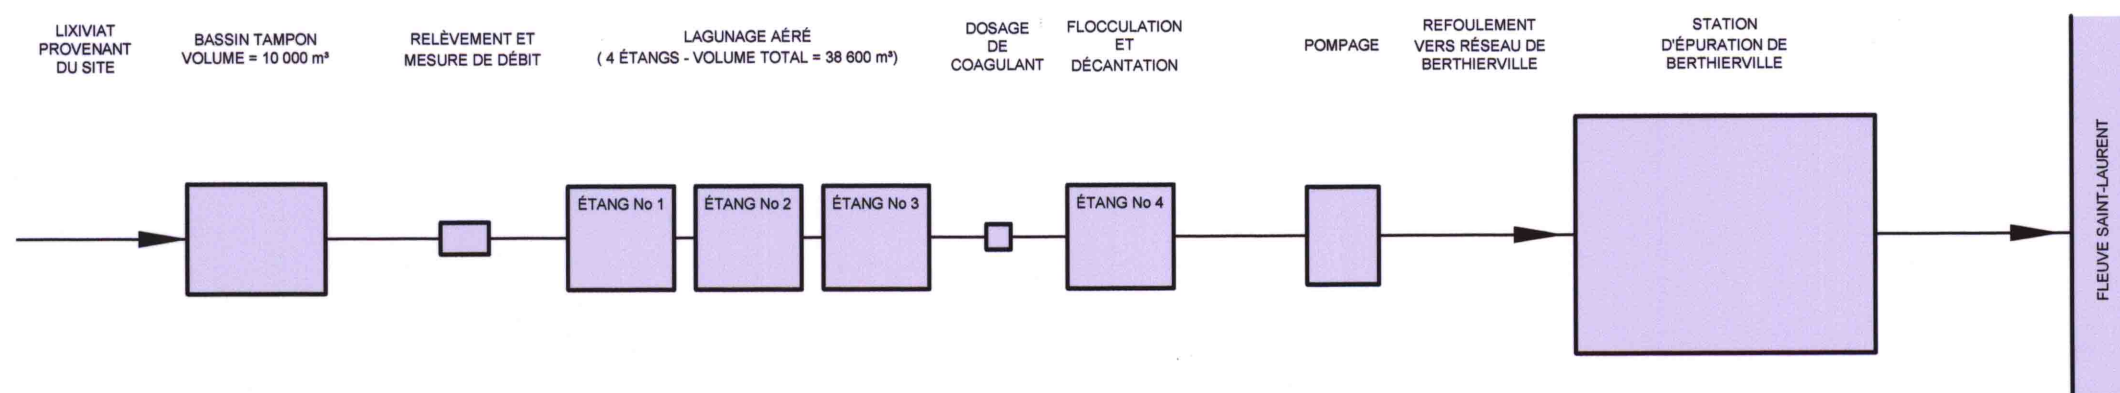 LIXIVIAT
PROVENANT
DU SITE
BASSIN TAMPON
VOLUME = 10 000 m³
RELÈVEMENT ET
MESURE DE DÉBIT
LAGUNAGE AÉRÉ
( 4 ÉTANGS - VOLUME TOTAL = 38 600 m³)
DOSAGE
DE
COAGULANT
FLOCCULATION
ET
DÉCANTATION
POMPAGE
REFOULEMENT
VERS RÉSEAU DE
BERTHIERVILLE
STATION
D'ÉPURATION DE
BERTHIERVILLE
ÉTANG No 1
ÉTANG No 2
ÉTANG No 3
ÉTANG No 4
FLEUVE SAINT-LAURENT